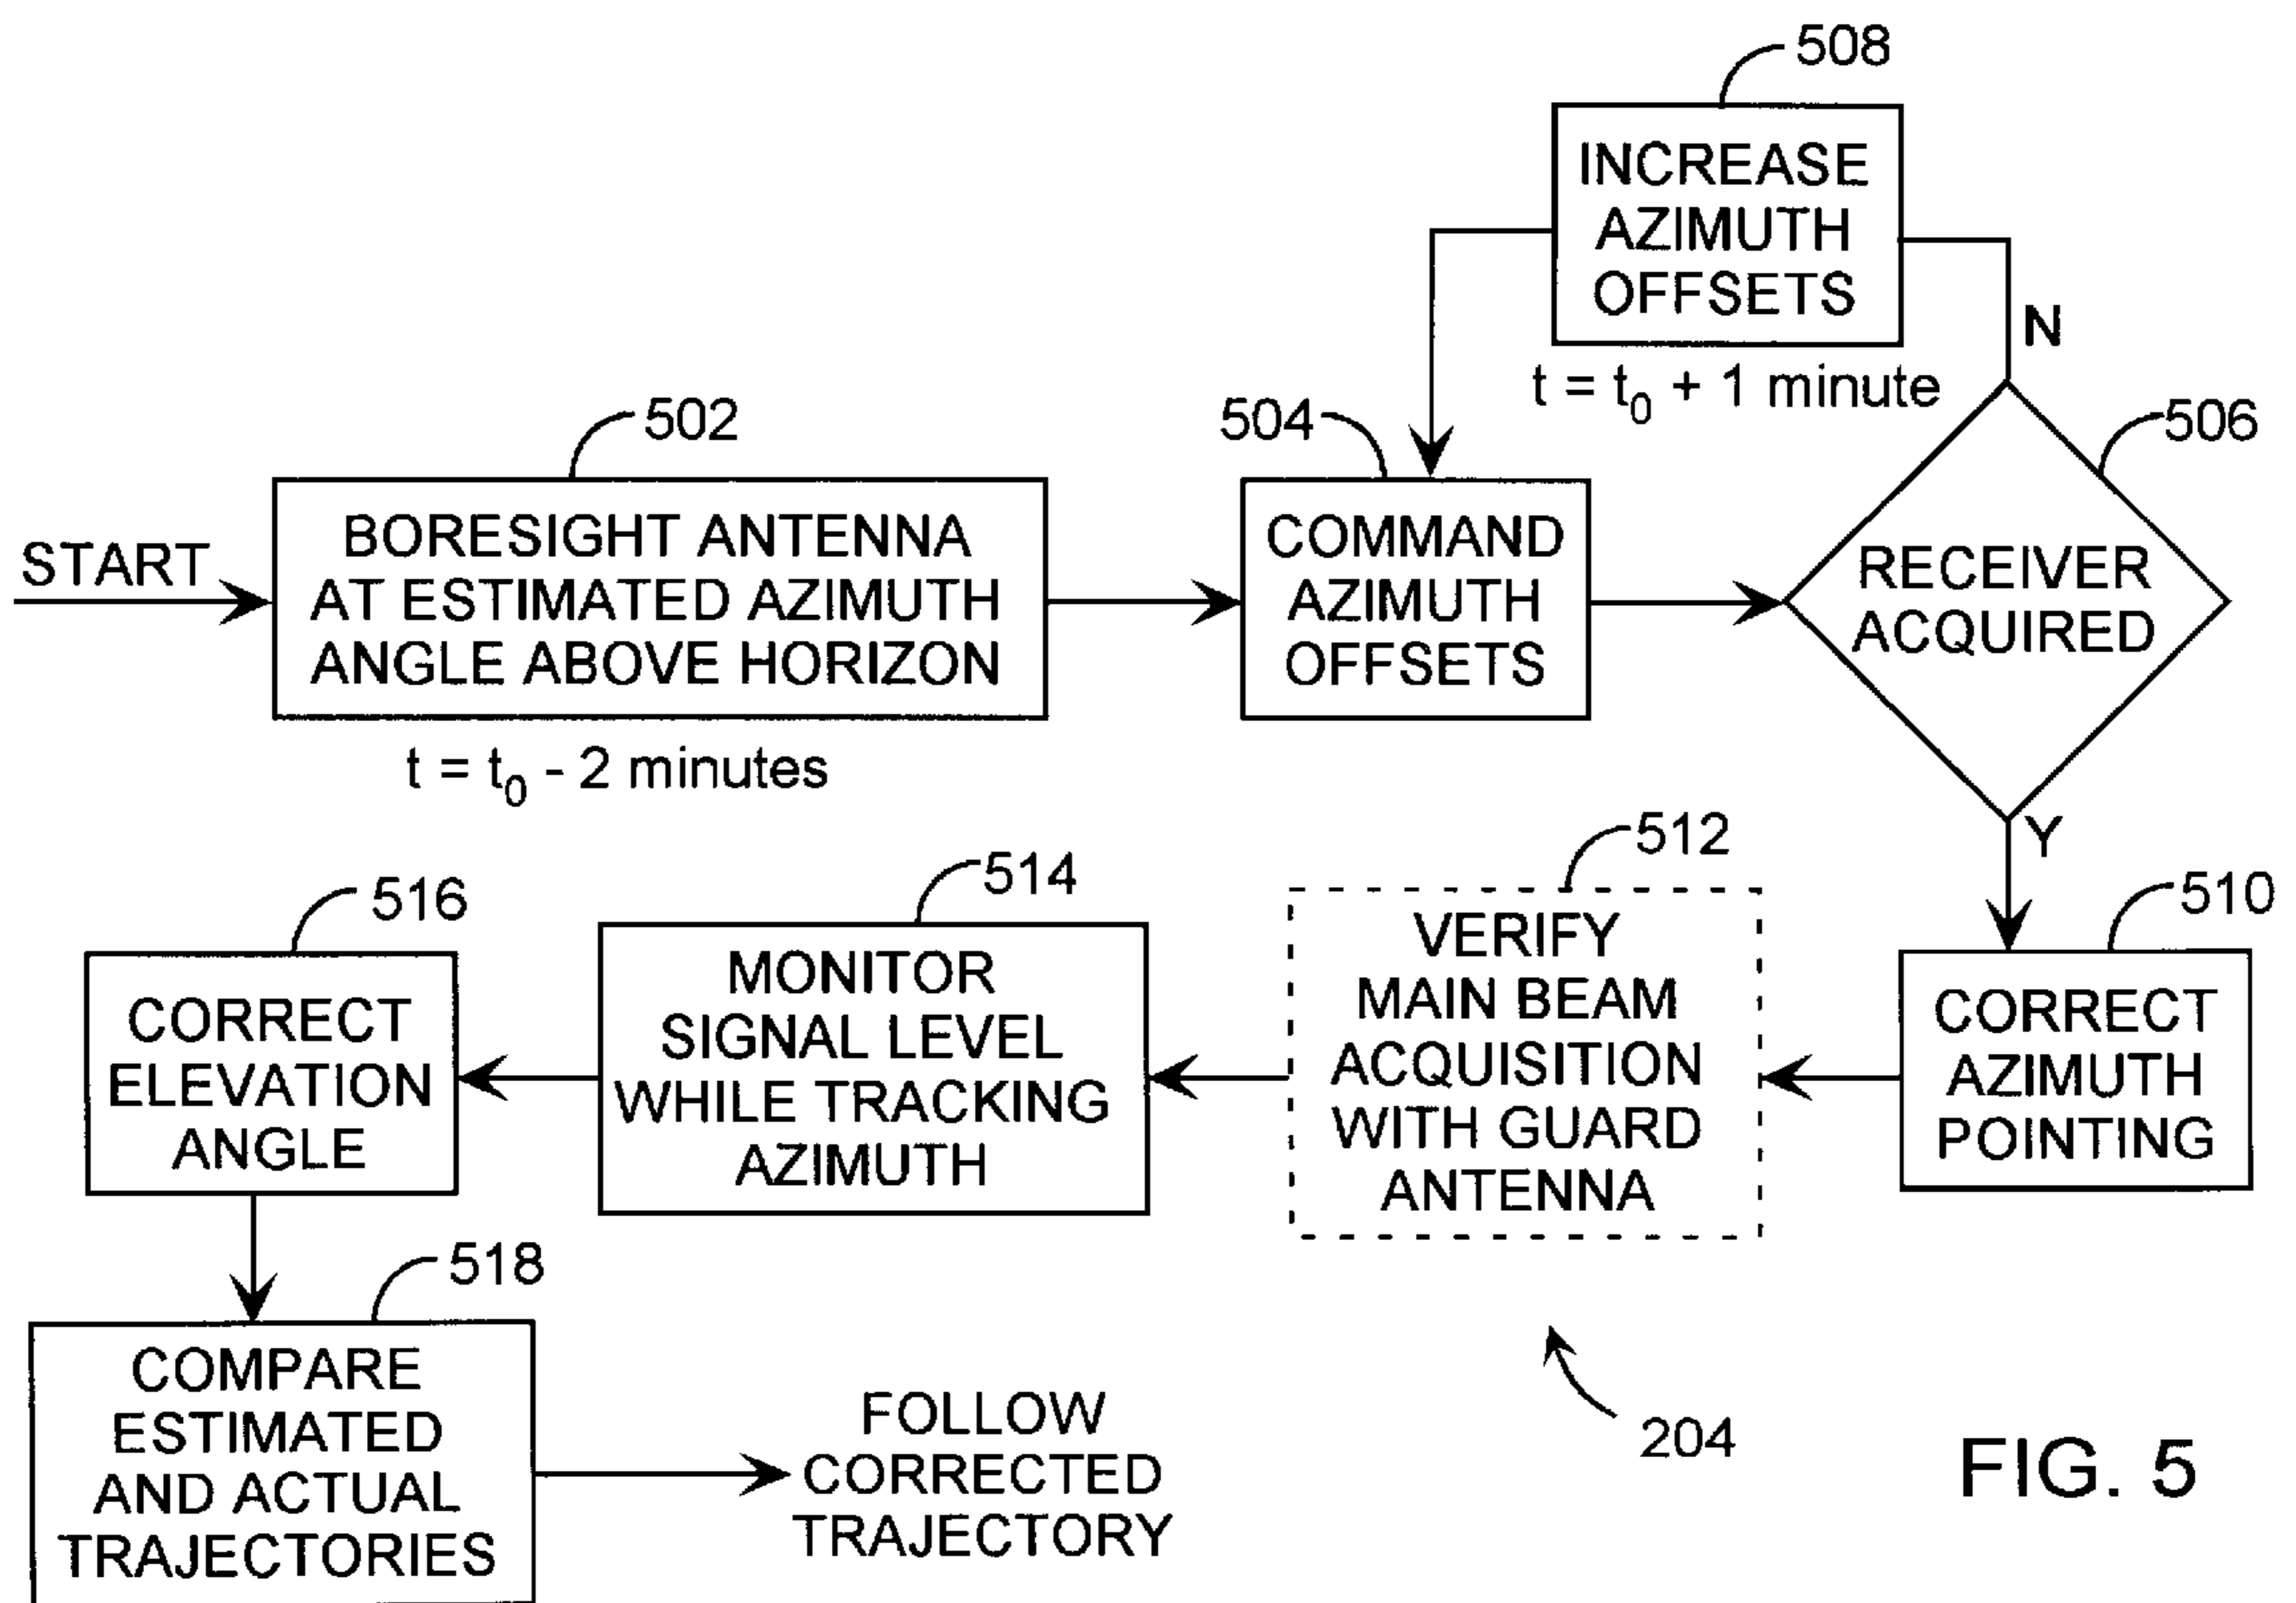 508
INCREASE
AZIMUTH
OFFSETS
N
t = t0 + 1 minute
502
504
506
START
BORESIGHT ANTENNA
AT ESTIMATED AZIMUTH
ANGLE ABOVE HORIZON
COMMAND
AZIMUTH
OFFSETS
RECEIVER
ACQUIRED
t = t0 - 2 minutes
Y
516
514
512
510
CORRECT
ELEVATION
ANGLE
MONITOR
SIGNAL LEVEL
WHILE TRACKING
AZIMUTH
VERIFY
MAIN BEAM
ACQUISITION
WITH GUARD
ANTENNA
CORRECT
AZIMUTH
POINTING
518
COMPARE
ESTIMATED
AND ACTUAL
TRAJECTORIES
FOLLOW
CORRECTED
TRAJECTORY
204
FIG. 5